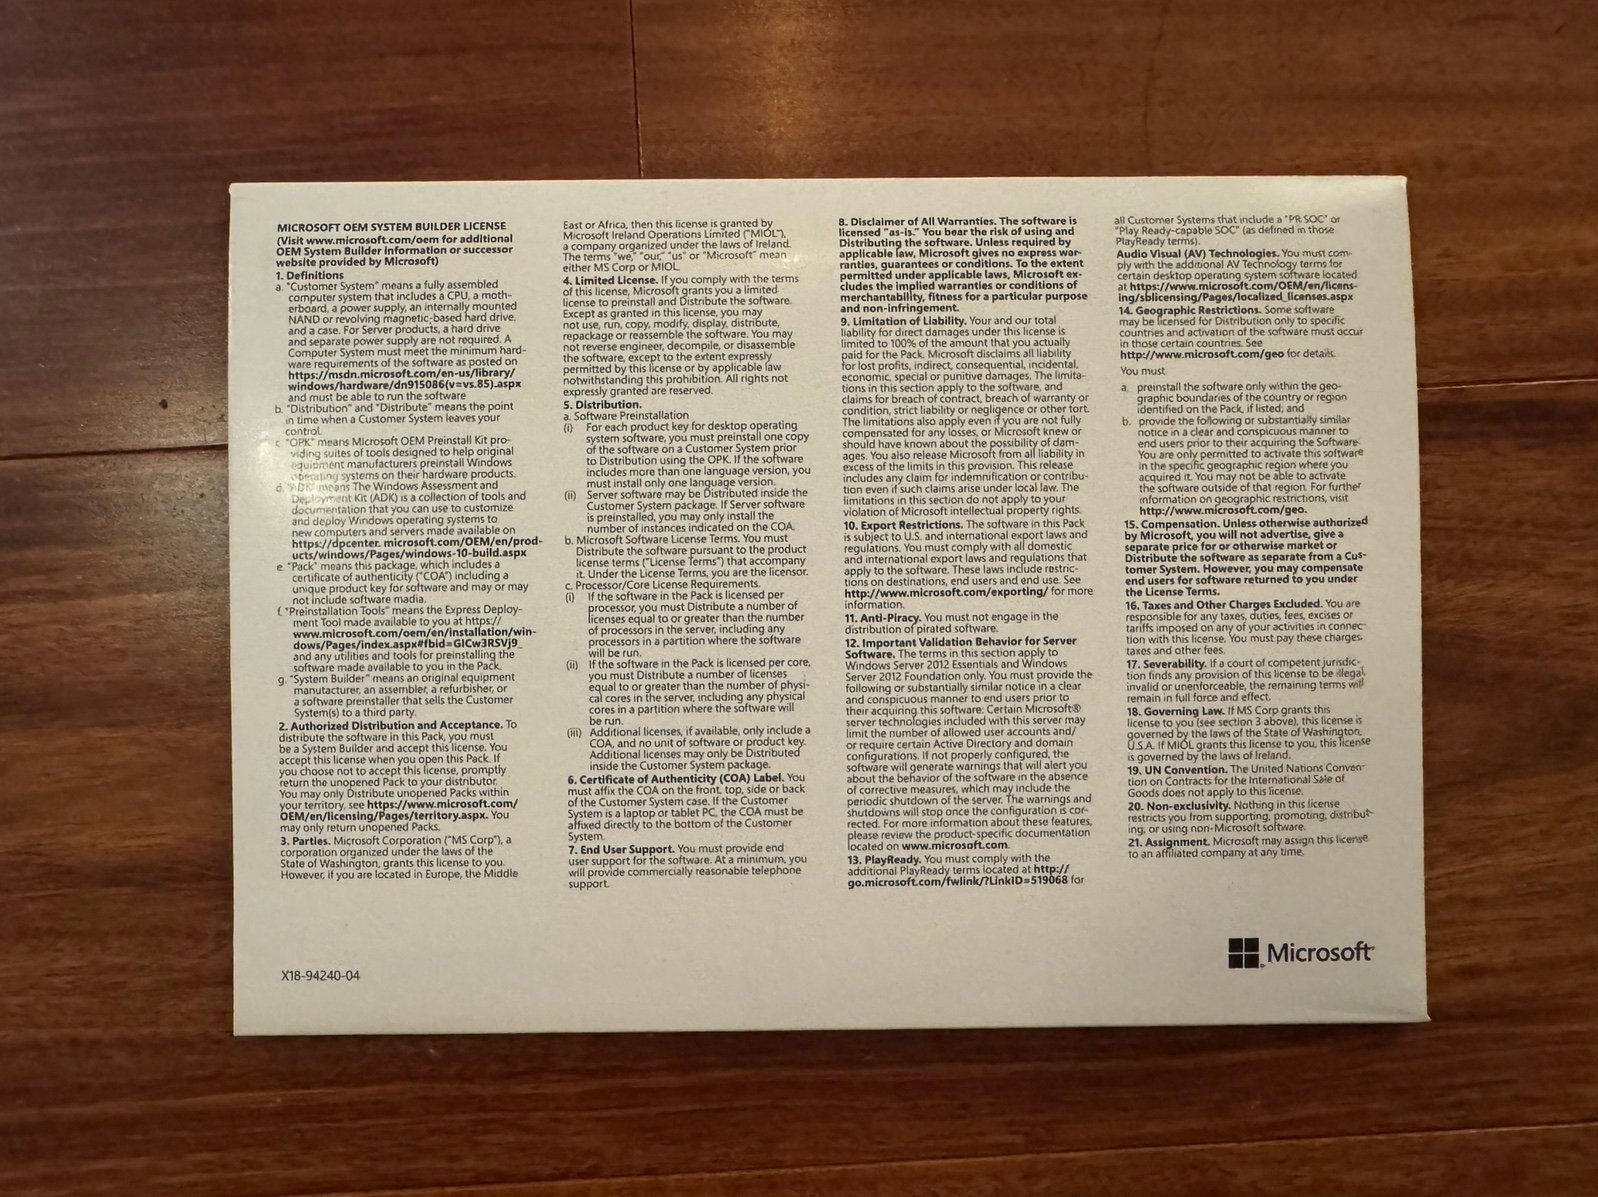 MICROSOFT OEM SYSTEM BUILDER LICENSE
(Visit www.microsoft.com/oem for additional
OEM System Builder information or successor
website provided by Microsoft)
1. Definitions
a. "Customer System" means a fully assembled
computer system that includes a CPU, a moth-
erboard, a power supply, an internally mounted
NAND or revolving magnetic-based hard drive,
and a case. For Server products, a hard drive
and separate power supply are not required. A
Computer System must meet the minimum hard-
ware requirements of the software as posted on
https://msdn.microsoft.com/en-us/library/
windows/hardware/dn915086(v=vs.85).aspx
and must be able to run the software
b. "Distribution" and "Distribute" means the point
in time when a Customer System leaves your
control.
c. "OPK" means Microsoft OEM Preinstall Kit pro-
viding suites of tools designed to help original
equipment manufacturers preinstall Windows
operating systems on their hardware products.
d. "ADK" means The Windows Assessment and
Deployment Kit (ADK) is a collection of tools and
documentation that you can use to customize
and deploy Windows operating systems to
new computers and servers made available on
https://dpcenter. microsoft.com/OEM/en/prod-
ucts/windows/Pages/windows-10-build.aspx
e. "Pack" means this package, which includes a
certificate of authenticity ("COA") including a
unique product key for software and may or may
not include software madia.
f. "Preinstallation Tools" means the Express Deploy-
ment Tool made available to you at https://
www.microsoft.com/oem/en/installation/win-
dows/Pages/index.aspx#fbid=GlCw3RSVj9_
and any utilities and tools for preinstalling the
software made available to you in the Pack.
g. "System Builder" means an original equipment
manufacturer, an assembler, a refurbisher, or
a software preinstaller that sells the Customer
System(s) to a third party.
2. Authorized Distribution and Acceptance. To
distribute the software in this Pack, you must
be a System Builder and accept this license. You
accept this license when you open this Pack. If
you choose not to accept this license, promptly
return the unopened Pack to your distributor.
You may only Distribute unopened Packs within
your territory, see https://www.microsoft.com/
OEM/en/licensing/Pages/territory.aspx. You
may only return unopened Packs.
3. Parties. Microsoft Corporation ("MS Corp"), a
corporation organized under the laws of the
State of Washington, grants this license to you.
However, if you are located in Europe, the Middle
East or Africa, then this license is granted by
Microsoft Ireland Operations Limited ("MIOL"),
a company organized under the laws of Ireland.
The terms "we," "our," "us" or "Microsoft" mean
either MS Corp or MIOL.
4. Limited License. If you comply with the terms
of this license, Microsoft grants you a limited
license to preinstall and Distribute the software.
Except as granted in this license, you may
not use, run, copy, modify, display, distribute,
repackage or reassemble the software. You may
not reverse engineer, decompile, or disassemble
the software, except to the extent expressly
permitted by this license or by applicable law
notwithstanding this prohibition. All rights not
expressly granted are reserved.
5. Distribution.
a. Software Preinstallation
(i) For each product key for desktop operating
system software, you must preinstall one copy
of the software on a Customer System prior
to Distribution using the OPK. If the software
includes more than one language version, you
must install only one language version.
(ii) Server software may be Distributed inside the
Customer System package. If Server software
is preinstalled, you may only install the
number of instances indicated on the COA.
b. Microsoft Software License Terms. You must
Distribute the software pursuant to the product
license terms ("License Terms") that accompany
it. Under the License Terms, you are the licensor.
c. Processor/Core License Requirements.
(i) If the software in the Pack is licensed per
processor, you must Distribute a number of
licenses equal to or greater than the number
of processors in the server, including any
processors in a partition where the software
will be run.
(ii) If the software in the Pack is licensed per core,
you must Distribute a number of licenses
equal to or greater than the number of physi-
cal cores in the server, including any physical
cores in a partition where the software will
be run.
(iii) Additional licenses, if available, only include a
COA, and no unit of software or product key.
Additional licenses may only be Distributed
inside the Customer System package.
6. Certificate of Authenticity (COA) Label. You
must affix the COA on the front, top, side or back
of the Customer System case. If the Customer
System is a laptop or tablet PC, the COA must be
affixed directly to the bottom of the Customer
System.
7. End User Support. You must provide end
user support for the software. At a minimum, you
will provide commercially reasonable telephone
support.
8. Disclaimer of All Warranties. The software is
licensed "as-is." You bear the risk of using and
Distributing the software. Unless required by
applicable law, Microsoft gives no express war-
ranties, guarantees or conditions. To the extent
permitted under applicable laws, Microsoft ex-
cludes the implied warranties or conditions of
merchantability, fitness for a particular purpose
and non-infringement.
9. Limitation of Liability. Your and our total
liability for direct damages under this license is
limited to 100% of the amount that you actually
paid for the Pack. Microsoft disclaims all liability
for lost profits, indirect, consequential, incidental,
economic, special or punitive damages. The limita-
tions in this section apply to the software, and
claims for breach of contract, breach of warranty or
condition, strict liability or negligence or other tort.
The limitations also apply even if you are not fully
compensated for any losses, or Microsoft knew or
should have known about the possibility of dam-
ages. You also release Microsoft from all liability in
excess of the limits in this provision. This release
includes any claim for indemnification or contribu-
tion even if such claims arise under local law. The
limitations in this section do not apply to your
violation of Microsoft intellectual property rights.
10. Export Restrictions. The software in this Pack
is subject to U.S. and international export laws and
regulations. You must comply with all domestic
and international export laws and regulations that
apply to the software. These laws include restric-
tions on destinations, end users and end use. See
http://www.microsoft.com/exporting/ for more
information.
11. Anti-Piracy. You must not engage in the
distribution of pirated software.
12. Important Validation Behavior for Server
Software. The terms in this section apply to
Windows Server 2012 Essentials and Windows
Server 2012 Foundation only. You must provide the
following or substantially similar notice in a clear
and conspicuous manner to end users prior to
their acquiring this software: Certain Microsoft®
server technologies included with this server may
limit the number of allowed user accounts and/
or require certain Active Directory and domain
configurations. If not properly configured, the
software will generate warnings that will alert you
about the behavior of the software in the absence
of corrective measures, which may include the
periodic shutdown of the server. The warnings and
shutdowns will stop once the configuration is cor-
rected. For more information about these features,
please review the product-specific documentation
located on www.microsoft.com.
13. PlayReady. You must comply with the
additional PlayReady terms located at http://
go.microsoft.com/fwlink/?LinkID=519068 for
all Customer Systems that include a "PR SOC" or
"Play Ready-capable SOC" (as defined in those
PlayReady terms).
Audio Visual (AV) Technologies. You must com-
ply with the additional AV Technology terms for
certain desktop operating system software located
at https://www.microsoft.com/OEM/en/licens-
ing/sblicensing/Pages/localized_licenses.aspx
14. Geographic Restrictions. Some software
may be licensed for Distribution only to specific
countries and activation of the software must occur
in those certain countries. See
http://www.microsoft.com/geo for details.
You must
a. preinstall the software only within the geo-
graphic boundaries of the country or region
identified on the Pack, if listed; and
b. provide the following or substantially similar
notice in a clear and conspicuous manner to
end users prior to their acquiring the Software:
You are only permitted to activate this software
in the specific geographic region where you
acquired it. You may not be able to activate
the software outside of that region. For further
information on geographic restrictions, visit
http://www.microsoft.com/geo.
15. Compensation. Unless otherwise authorized
by Microsoft, you will not advertise, give a
separate price for or otherwise market or
Distribute the software as separate from a Cus-
tomer System. However, you may compensate
end users for software returned to you under
the License Terms.
16. Taxes and Other Charges Excluded. You are
responsible for any taxes, duties, fees, excises or
tariffs imposed on any of your activities in connec-
tion with this license. You must pay these charges,
taxes and other fees.
17. Severability. If a court of competent jurisdic-
tion finds any provision of this license to be illegal,
invalid or unenforceable, the remaining terms will
remain in full force and effect.
18. Governing Law. If MS Corp grants this
license to you (see section 3 above), this license is
governed by the laws of the State of Washington,
U.S.A. If MIOL grants this license to you, this license
is governed by the laws of Ireland.
19. UN Convention. The United Nations Conven-
tion on Contracts for the International Sale of
Goods does not apply to this license.
20. Non-exclusivity. Nothing in this license
restricts you from supporting, promoting, distribut-
ing, or using non-Microsoft software.
21. Assignment. Microsoft may assign this license
to an affiliated company at any time.
X18-94240-04
Microsoft